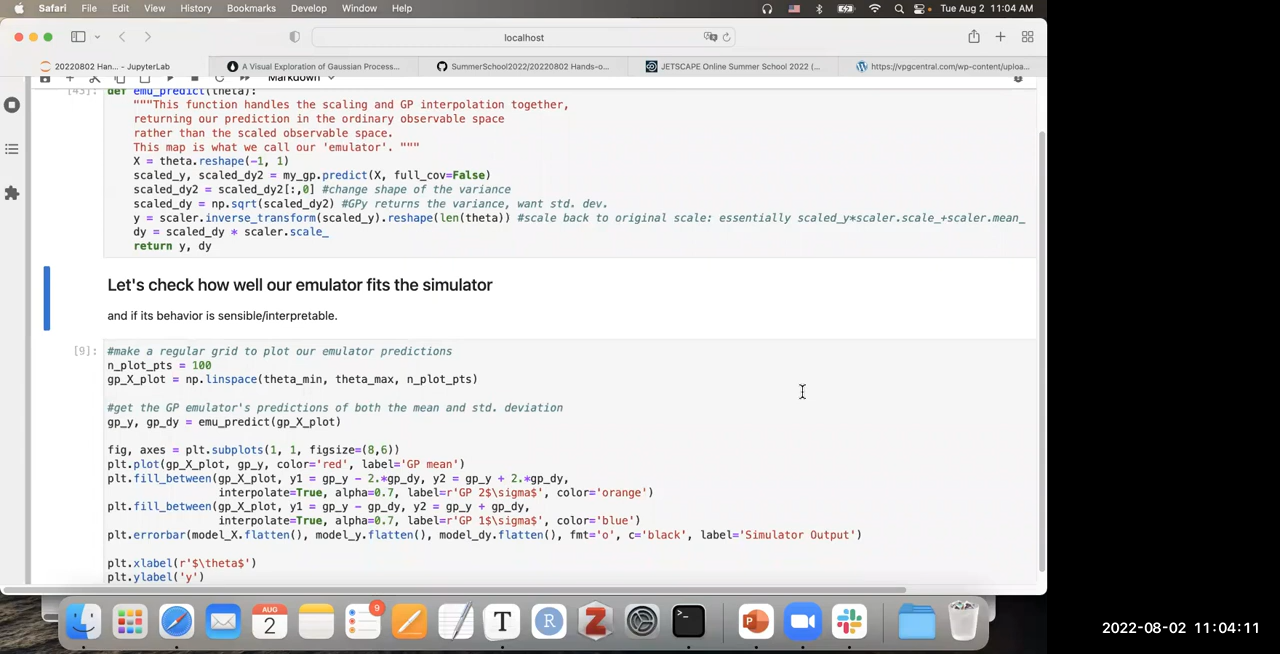 Safari File Edit View History Bookmarks Develop Window Help Tue Aug 2 11:04 AM
localhost
20220802 Han... - JupyterLab
A Visual Exploration of Gaussian Process...
SummerSchool2022/20220802 Hands-o...
JETSCAPE Online Summer School 2022 (...
https://vpgcentral.com/wp-content/uploa...
Markdown
[43]: def emu_predict(theta):
"""This function handles the scaling and GP interpolation together,
returning our prediction in the ordinary observable space
rather than the scaled observable space.
This map is what we call our 'emulator'. """
X = theta.reshape(-1, 1)
scaled_y, scaled_dy2 = my_gp.predict(X, full_cov=False)
scaled_dy2 = scaled_dy2[:,0] #change shape of the variance
scaled_dy = np.sqrt(scaled_dy2) #GPy returns the variance, want std. dev.
y = scaler.inverse_transform(scaled_y).reshape(len(theta)) #scale back to original scale: essentially scaled_y*scaler.scale_+scaler.mean_
dy = scaled_dy * scaler.scale_
return y, dy
Let's check how well our emulator fits the simulator
and if its behavior is sensible/interpretable.
[9]: #make a regular grid to plot our emulator predictions
n_plot_pts = 100
gp_X_plot = np.linspace(theta_min, theta_max, n_plot_pts)
#get the GP emulator's predictions of both the mean and std. deviation
gp_y, gp_dy = emu_predict(gp_X_plot)
fig, axes = plt.subplots(1, 1, figsize=(8,6))
plt.plot(gp_X_plot, gp_y, color='red', label='GP mean')
plt.fill_between(gp_X_plot, y1 = gp_y - 2.*gp_dy, y2 = gp_y + 2.*gp_dy,
interpolate=True, alpha=0.7, label=r'GP 2$\sigma$', color='orange')
plt.fill_between(gp_X_plot, y1 = gp_y - gp_dy, y2 = gp_y + gp_dy,
interpolate=True, alpha=0.7, label=r'GP 1$\sigma$', color='blue')
plt.errorbar(model_X.flatten(), model_y.flatten(), model_dy.flatten(), fmt='o', c='black', label='Simulator Output')
plt.xlabel(r'$\theta$')
plt.ylabel('y')
AUG
2
9
T
R
Z
P
2022-08-02 11:04:11